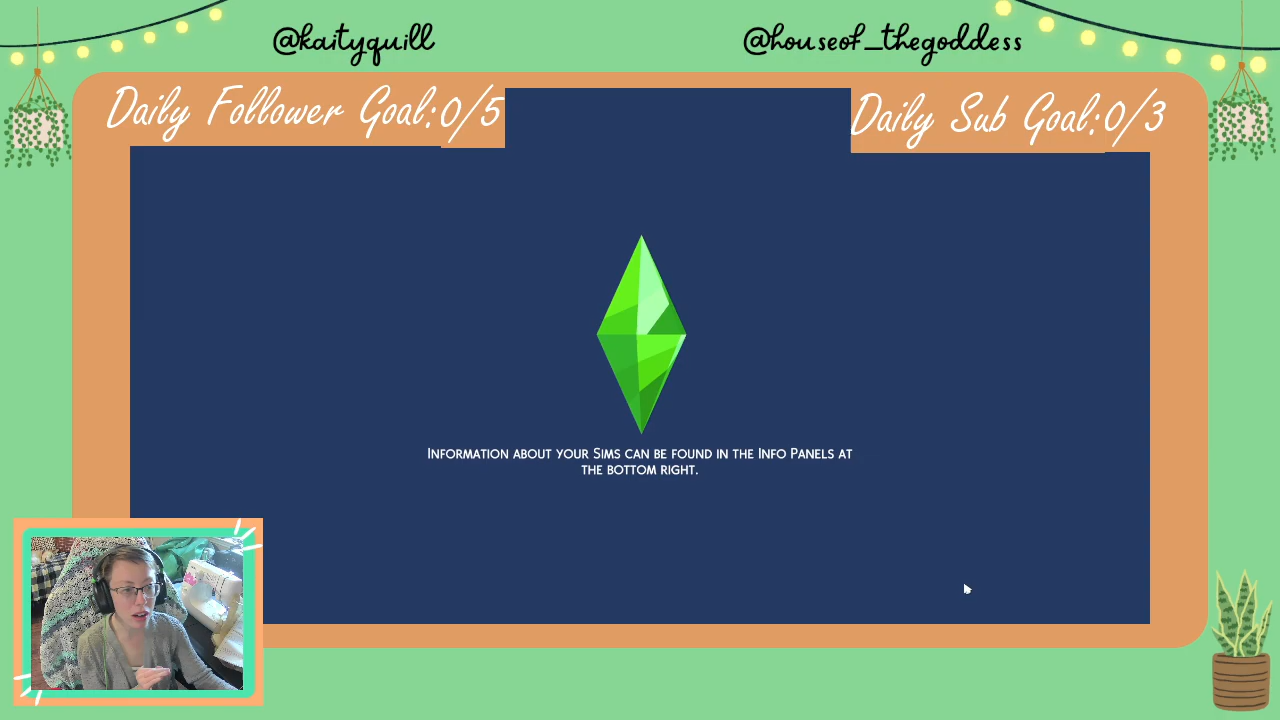 @kaityquill
@houseof_thegoddess
Daily Follower Goal:0/5
Daily Sub Goal:0/3
Information about your Sims can be found in the Info Panels at
the bottom right.